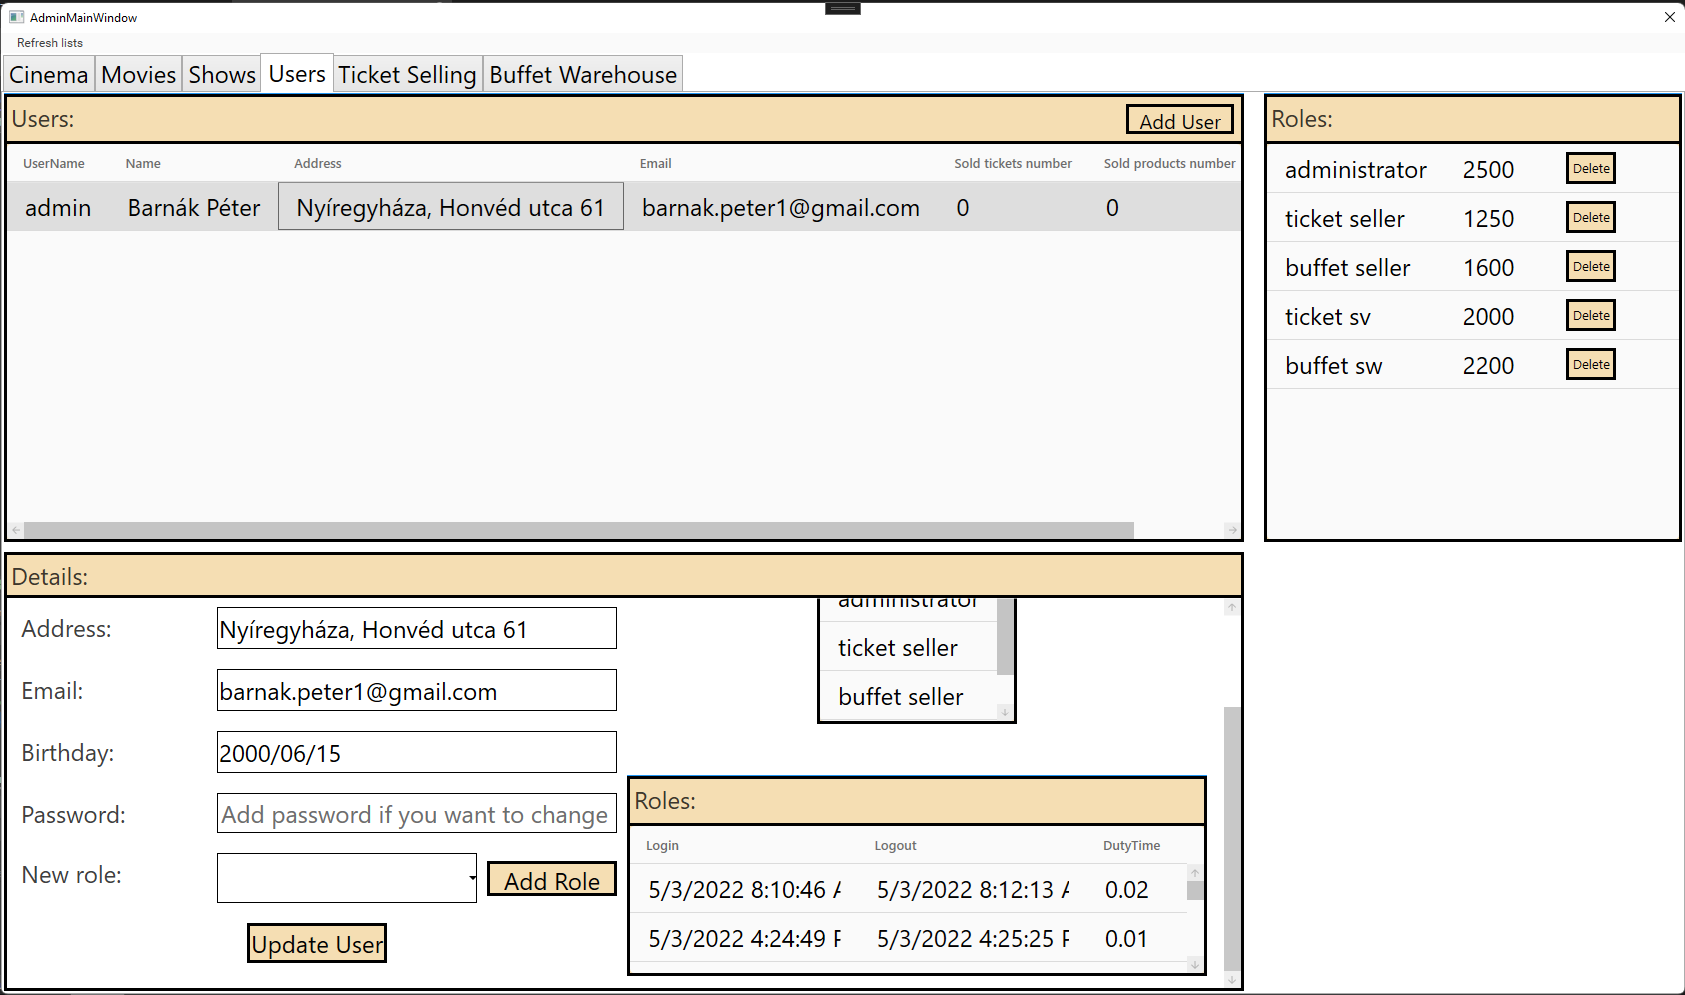 AdminMainWindow
Refresh lists
Cinema Movies Shows Users Ticket Selling Buffet Warehouse
Users: Add User
UserName Name Address Email Sold tickets number Sold products number
admin Barnák Péter Nyíregyháza, Honvéd utca 61 barnak.peter1@gmail.com 0 0
Roles:
administrator 2500 Delete
ticket seller 1250 Delete
buffet seller 1600 Delete
ticket sv 2000 Delete
buffet sw 2200 Delete
Details:
Address: Nyíregyháza, Honvéd utca 61
Email: barnak.peter1@gmail.com
Birthday: 2000/06/15
Password: Add password if you want to change
New role: Add Role
Update User
administrator
ticket seller
buffet seller
Roles:
Login Logout DutyTime
5/3/2022 8:10:46 A 5/3/2022 8:12:13 A 0.02
5/3/2022 4:24:49 P 5/3/2022 4:25:25 P 0.01